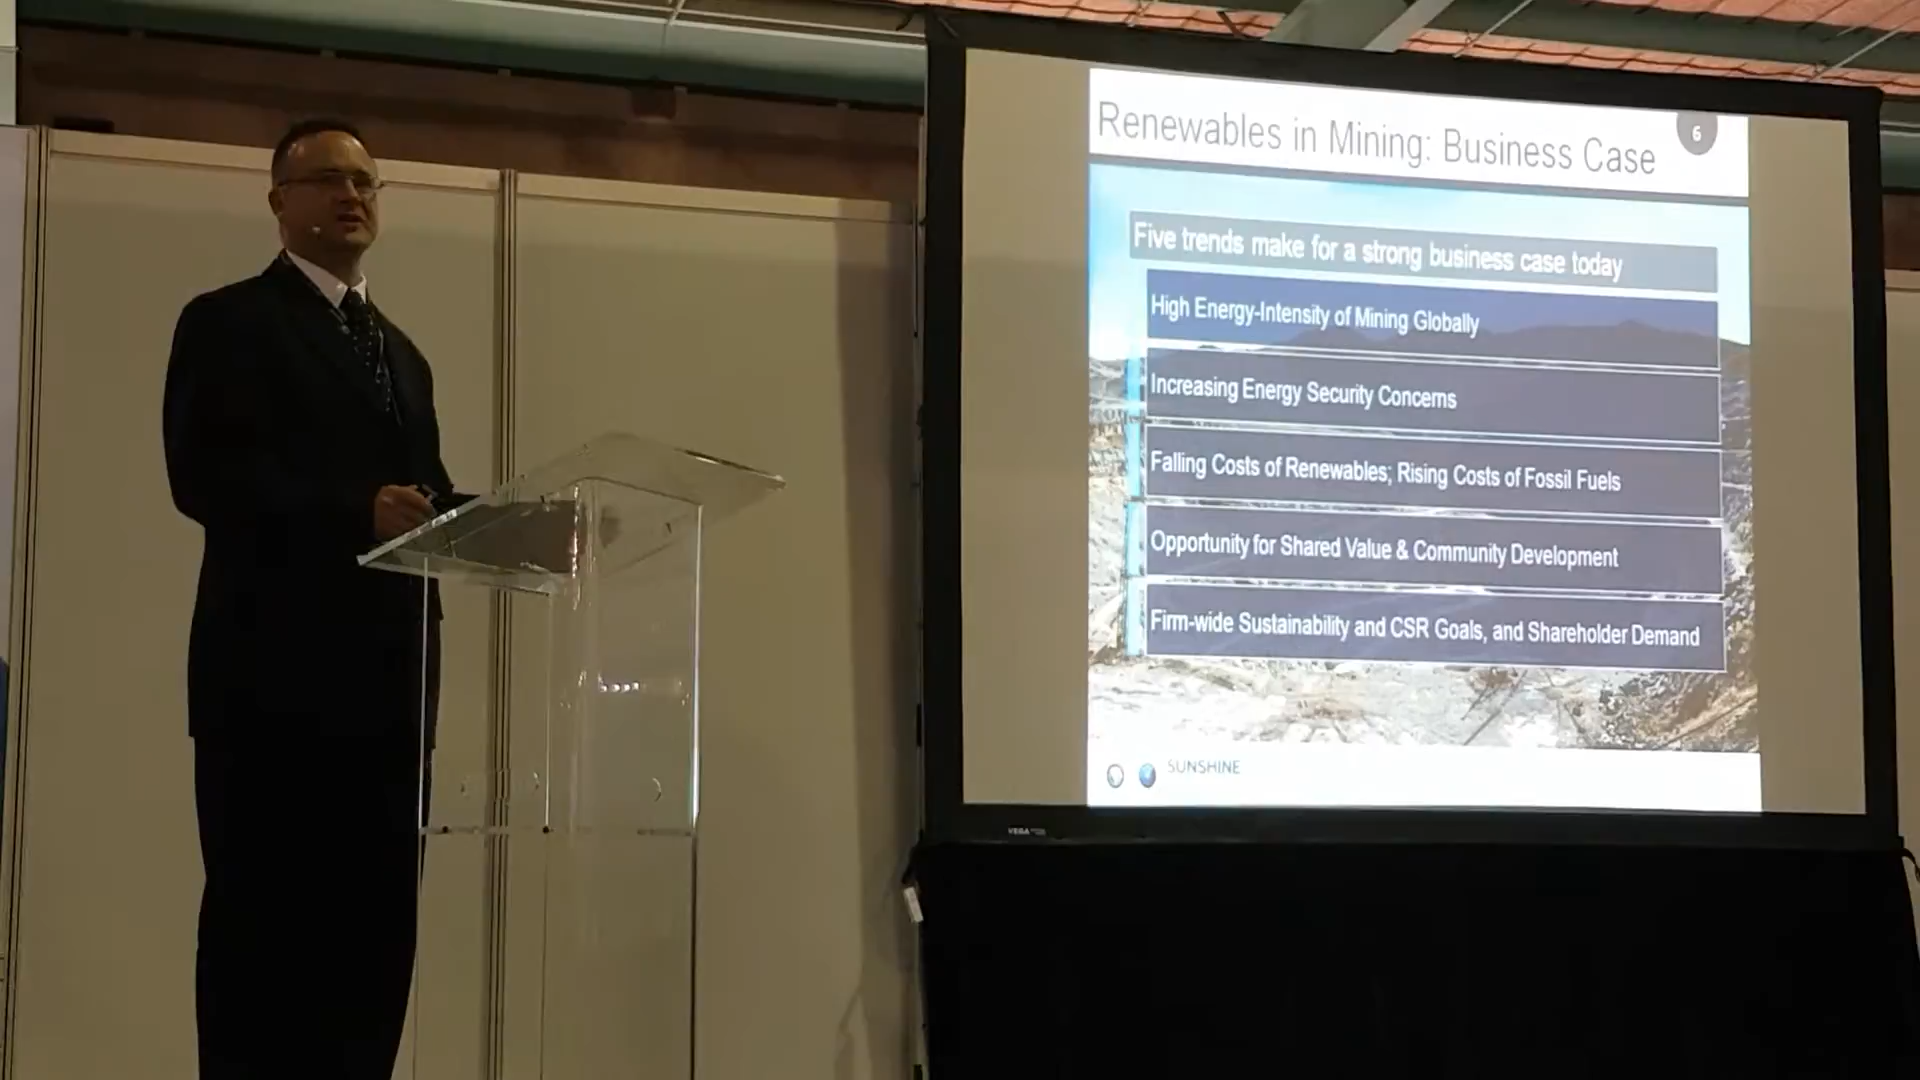 Renewables in Mining: Business Case
6
Five trends make for a strong business case today
High Energy-Intensity of Mining Globally
Increasing Energy Security Concerns
Falling Costs of Renewables; Rising Costs of Fossil Fuels
Opportunity for Shared Value & Community Development
Firm-wide Sustainability and CSR Goals, and Shareholder Demand
SUNSHINE
VEGA